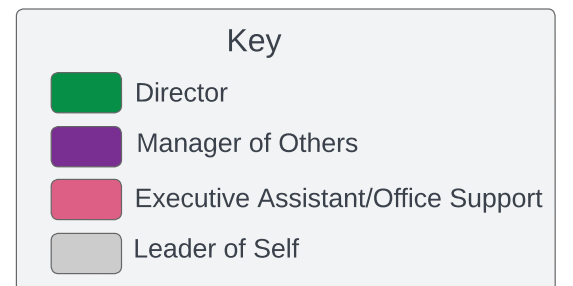 Key
Director
Manager of Others
Executive Assistant/Office Support
Leader of Self